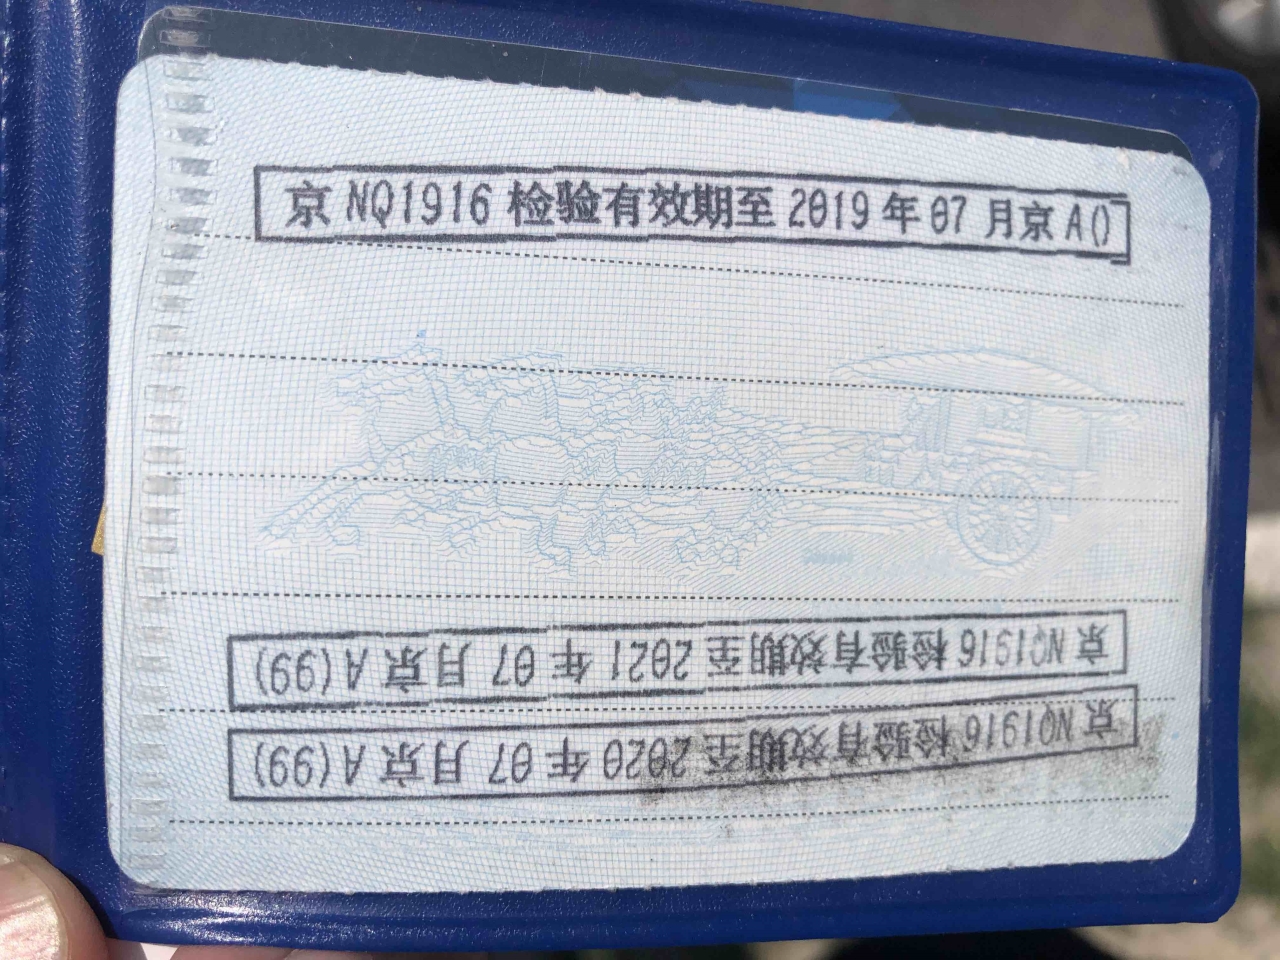 京 NQ1916 检验有效期至 2019 年 07 月京 A()
京 NQ1916 检验有效期至 2021 年 07 月京 A(99)
京 NQ1916 检验有效期至 2020 年 07 月京 A(99)